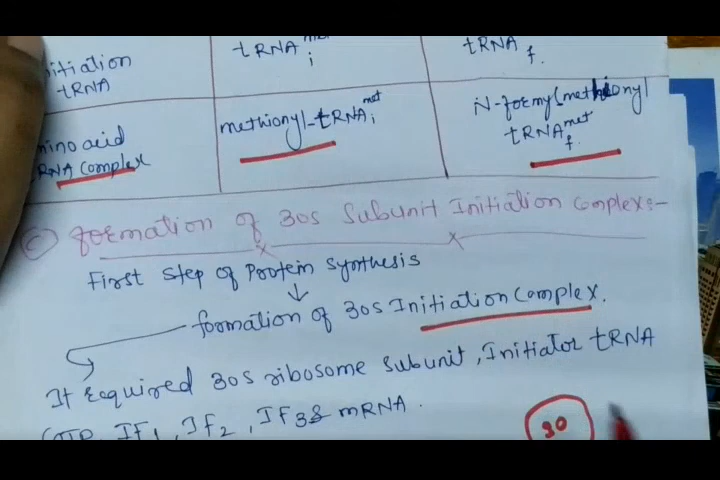 tRNA i
tRNA f.
tRNA
methionyl-tRNA i met
N-formyl methionyl
tRNA met f.
amino acid
RNA Complex
C) formation of 30s Subunit Initiation Complex:-
First Step of Protein Synthesis
↓
formation of 30s Initiation Complex.
It required 30s ribosome subunit, Initiator tRNA
GTP, IF1, IF2, IF3 & mRNA.
30